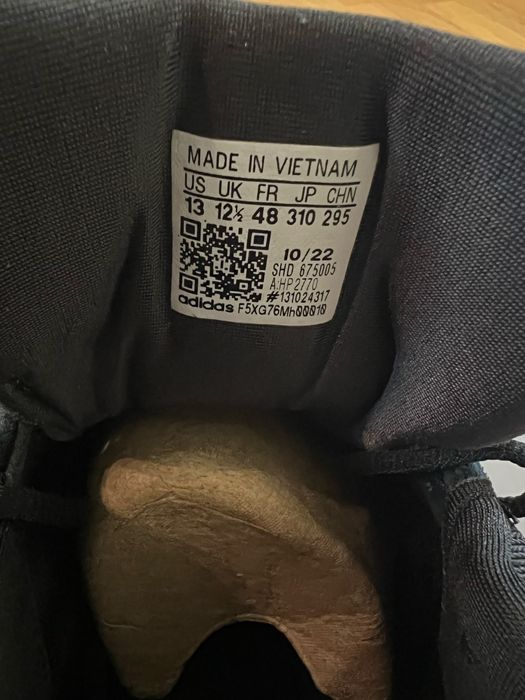 MADE IN VIETNAM
US UK FR JP CHN
13 12½ 48 310 295
10/22
SHD 675005
A:HP2770
#131024317
adidas F5XG76Mh00010